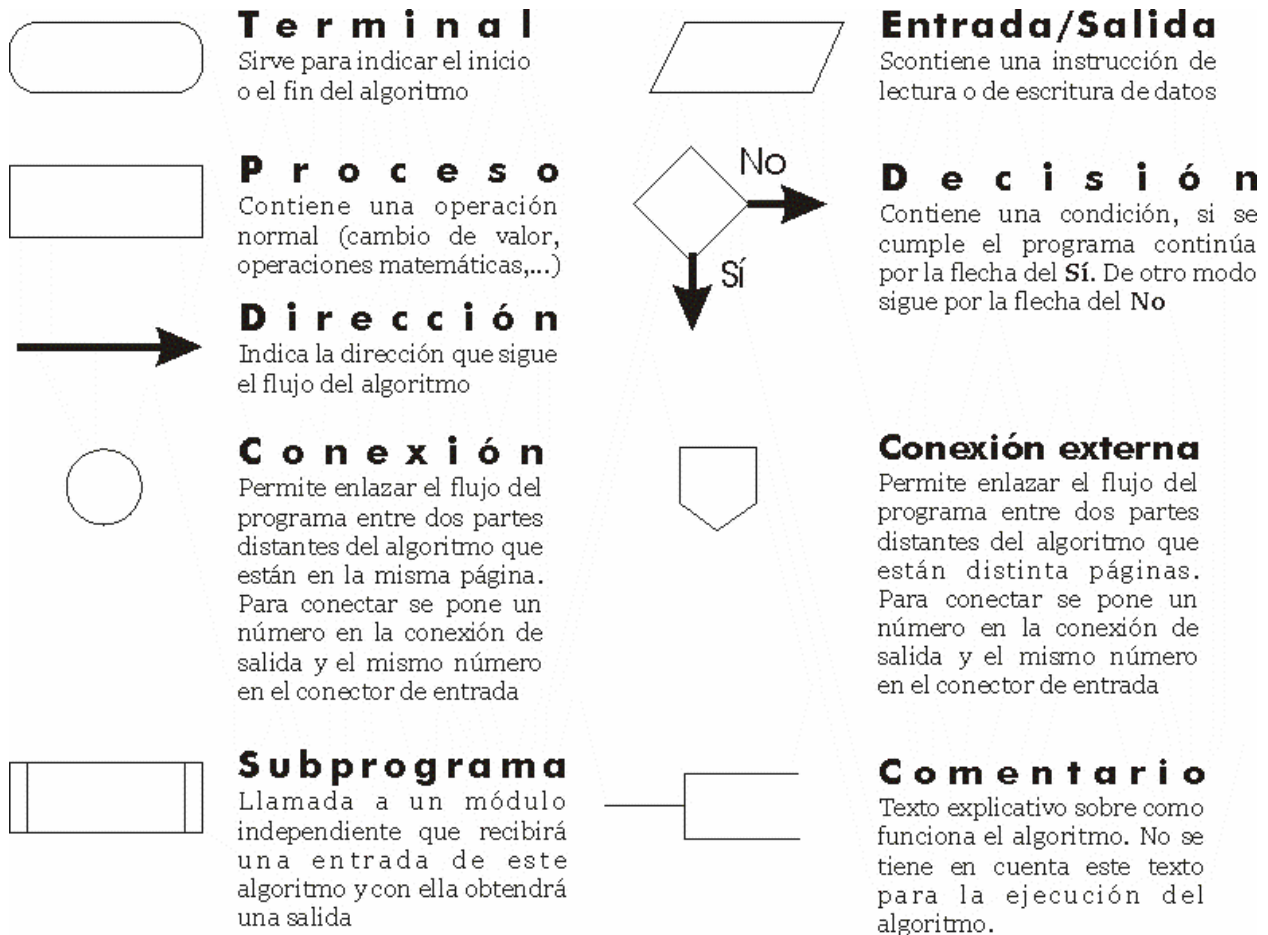 Terminal
Sirve para indicar el inicio
o el fin del algoritmo
Entrada/Salida
Scontiene una instrucción de
lectura o de escritura de datos
Proceso
Contiene una operación
normal (cambio de valor,
operaciones matemáticas,...)
No
Sí
Decisión
Contiene una condición, si se
cumple el programa continúa
por la flecha del Sí. De otro modo
sigue por la flecha del No
Dirección
Indica la dirección que sigue
el flujo del algoritmo
Conexión
Permite enlazar el flujo del
programa entre dos partes
distantes del algoritmo que
están en la misma página.
Para conectar se pone un
número en la conexión de
salida y el mismo número
en el conector de entrada
Conexión externa
Permite enlazar el flujo del
programa entre dos partes
distantes del algoritmo que
están distinta páginas.
Para conectar se pone un
número en la conexión de
salida y el mismo número
en el conector de entrada
Subprograma
Llamada a un módulo
independiente que recibirá
una entrada de este
algoritmo y con ella obtendrá
una salida
Comentario
Texto explicativo sobre como
funciona el algoritmo. No se
tiene en cuenta este texto
para la ejecución del
algoritmo.